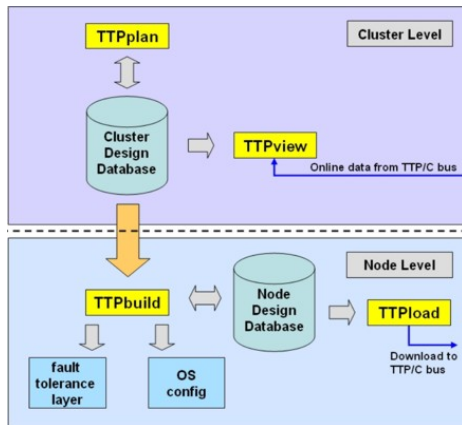 TTPplan
Cluster Level
Cluster
Design
Database
TTPview
Online data from TTP/C bus
Node Level
TTPbuild
Node
Design
Database
TTPload
Download to
TTP/C bus
fault
tolerance
layer
OS
config